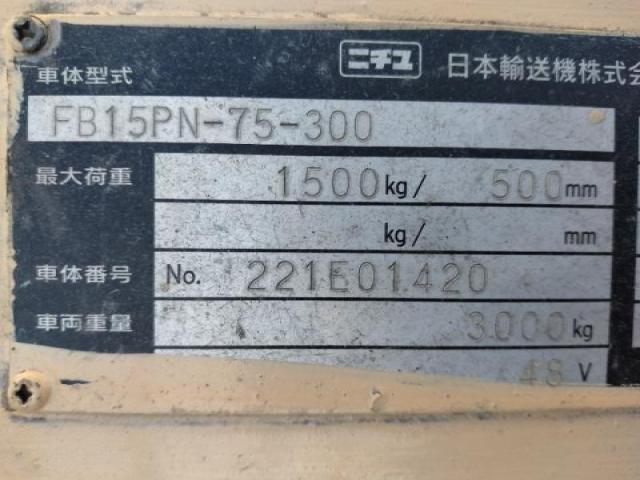 ニチユ 日本輸送機株式会
車体型式
FB15PN-75-300
最大荷重 1500kg/ 500mm
kg/ mm
車体番号 No. 221E01420
車両重量 3000kg
48 V